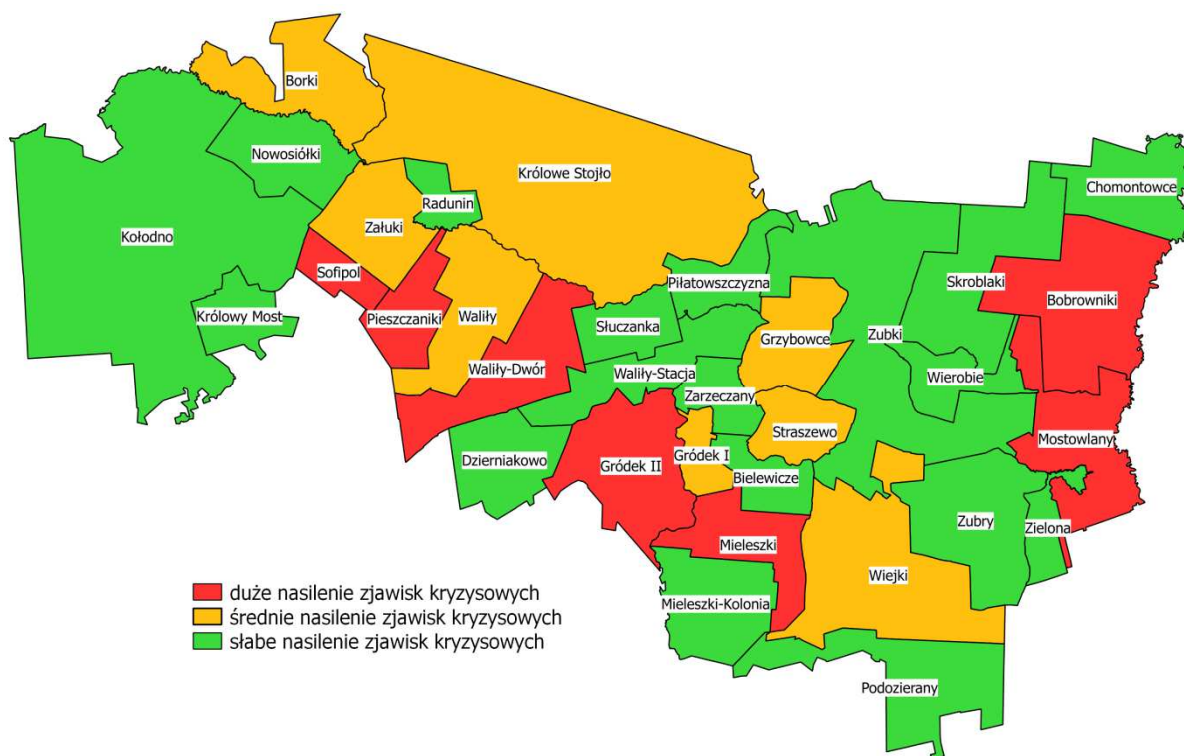 Borki
Nowosiółki
Królowe Stojło
Chomontowce
Radunin
Załuki
Kołodno
Sofipol
Piłatowszczyzna
Skroblaki
Bobrowniki
Królowy Most
Pieszczaniki
Waliły
Słuczanka
Grzybowce
Zubki
Waliły-Dwór
Waliły-Stacja
Wierobie
Zarzeczany
Straszewo
Mostowlany
Dzierniakowo
Gródek II
Gródek I
Bielewicze
Zubry
Zielona
Mieleszki
Wiejki
Mieleszki-Kolonia
Podozierany
duże nasilenie zjawisk kryzysowych
średnie nasilenie zjawisk kryzysowych
słabe nasilenie zjawisk kryzysowych